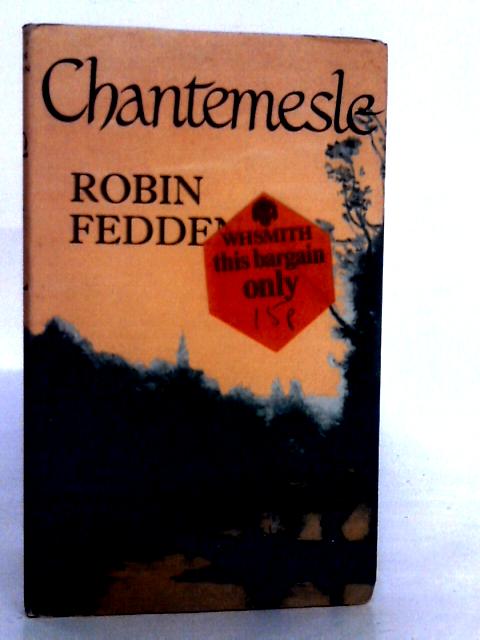 Chantemesle
ROBIN
FEDDEN
WHSMITH
this bargain
only
15p